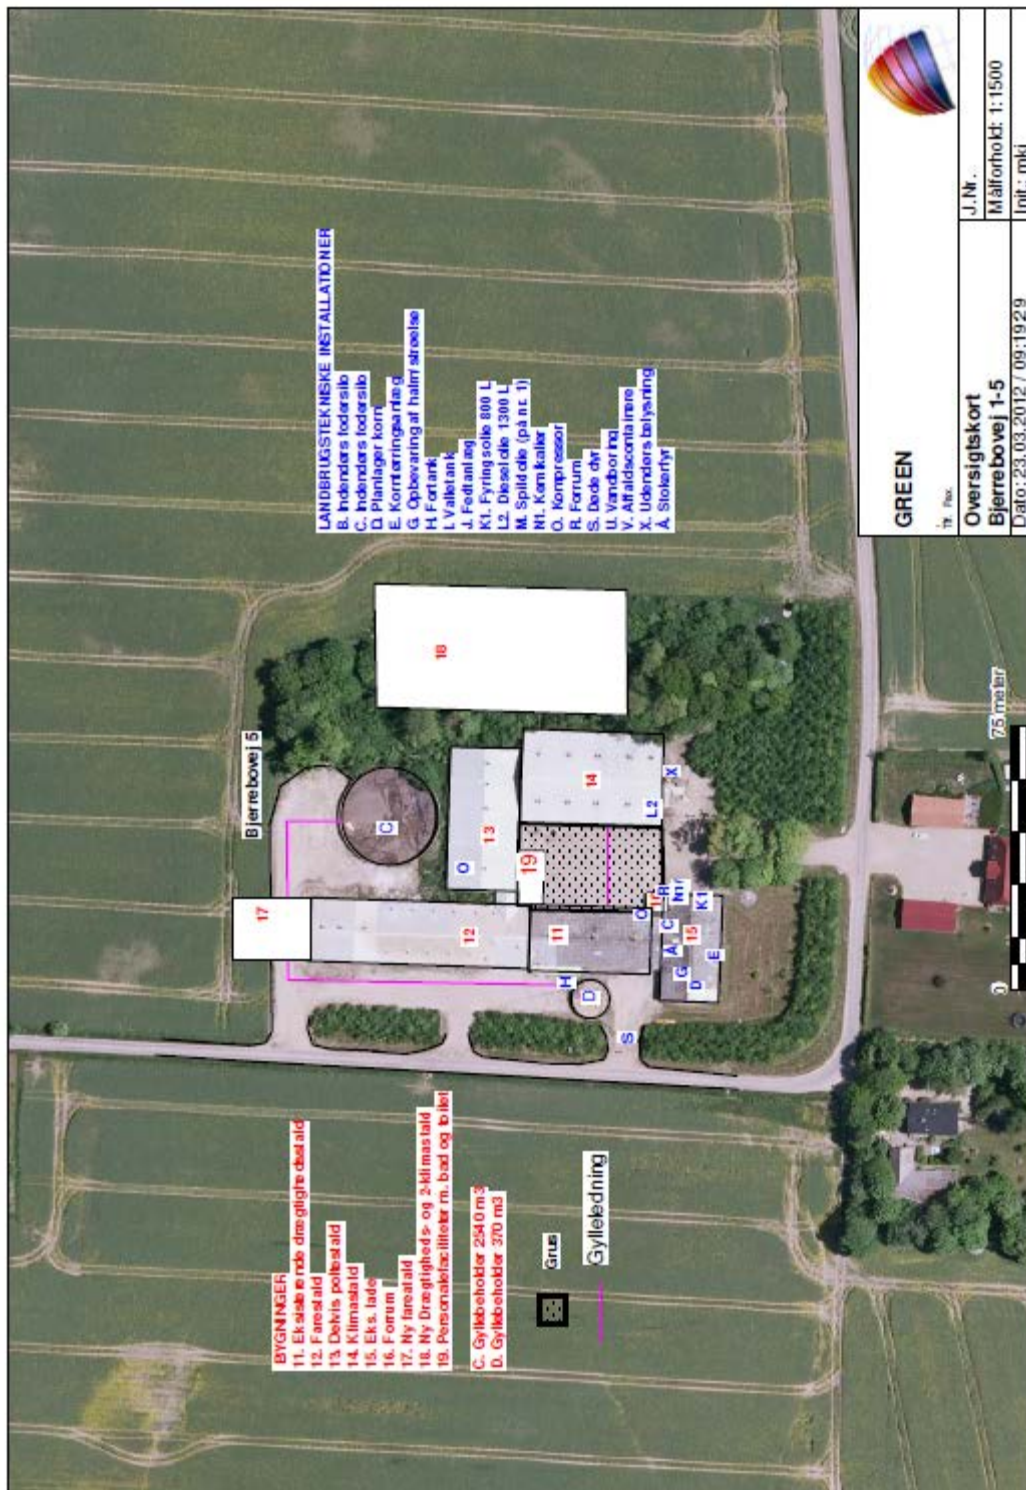 BYGNINGER
11. Eksisterende drægtighedsstald
12. Farestald
13. Delvis poltestald
14. Klimastald
15. Eks. lade
16. Forrum
17. Ny farestald
18. Ny Drægtigheds- og 2-klimastald
19. Personalefaciliteter m. bad og toilet
C. Gyllebeholder 2540 m3
D. Gyllebeholder 370 m3
Grus
Gylleledning
LANDBRUGSTEKNISKE INSTALLATIONER
B. Indendørs fodersilo
C. Indendørs fodersilo
D. Planlager korn
E. Korntørringsanlæg
G. Opbevaring af halm/strøelse
H. Fortank
I. Valletank
J. Fedtanlæg
K1. Fyringsolie 800 L
L2. Dieselolie 1300 L
M. Spildolie (på nr. 1)
N1. Kemikalier
O. Kompressor
R. Forrum
S. Døde dyr
U. Vandboring
V. Affaldscontainere
X. Udendørs belysning
Å. Stokerfyr
Bjerrebovej 5
17
12
C
O
13
19
11
H
D
S
14
L2
X
18
O
R
N1
K1
C
Å
G
D
15
E
0
75 meter
GREEN
Tlf. Fax.
Oversigtskort
Bjerrebovej 1-5
Dato: 23.03.2012 / 09:19:29
J.Nr.
Målforhold: 1:1500
Init.: mkj